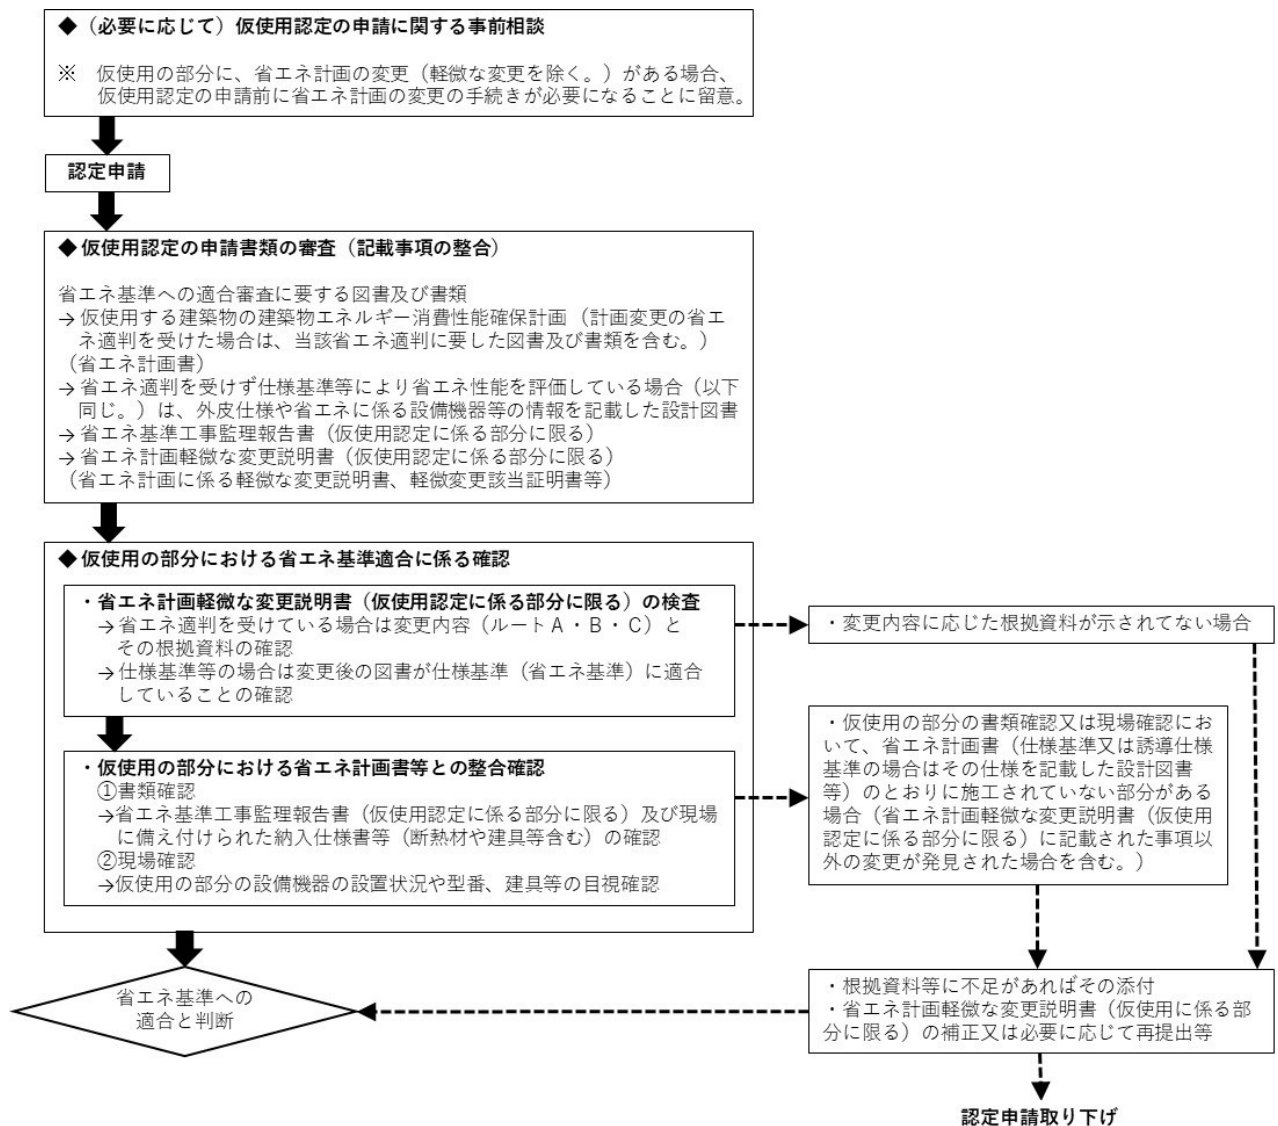 ◆（必要に応じて）仮使用認定の申請に関する事前相談
※　仮使用の部分に、省エネ計画の変更（軽微な変更を除く。）がある場合、
仮使用認定の申請前に省エネ計画の変更の手続きが必要になることに留意。
認定申請
◆仮使用認定の申請書類の審査（記載事項の整合）
省エネ基準への適合審査に要する図書及び書類
→仮使用する建築物の建築物エネルギー消費性能確保計画（計画変更の省エ
ネ適判を受けた場合は、当該省エネ適判に要した図書及び書類を含む。）
（省エネ計画書）
→省エネ適判を受けず仕様基準等により省エネ性能を評価している場合（以下
同じ。）は、外皮仕様や省エネに係る設備機器等の情報を記載した設計図書
→省エネ基準工事監理報告書（仮使用認定に係る部分に限る）
→省エネ計画軽微な変更説明書（仮使用認定に係る部分に限る）
（省エネ計画に係る軽微な変更説明書、軽微変更該当証明書等）
◆仮使用の部分における省エネ基準適合に係る確認
・省エネ計画軽微な変更説明書（仮使用認定に係る部分に限る）の検査
→省エネ適判を受けている場合は変更内容（ルートＡ・Ｂ・Ｃ）と
その根拠資料の確認
→仕様基準等の場合は変更後の図書が仕様基準（省エネ基準）に適合
していることの確認
・変更内容に応じた根拠資料が示されてない場合
・仮使用の部分における省エネ計画書等との整合確認
①書類確認
→省エネ基準工事監理報告書（仮使用認定に係る部分に限る）及び現場
に備え付けられた納入仕様書等（断熱材や建具等含む）の確認
②現場確認
→仮使用の部分の設備機器の設置状況や型番、建具等の目視確認
・仮使用の部分の書類確認又は現場確認にお
いて、省エネ計画書（仕様基準又は誘導仕様
基準の場合はその仕様を記載した設計図書
等）のとおりに施工されていない部分がある
場合（省エネ計画軽微な変更説明書（仮使用
認定に係る部分に限る）に記載された事項以
外の変更が発見された場合を含む。）
省エネ基準への
適合と判断
・根拠資料等に不足があればその添付
・省エネ計画軽微な変更説明書（仮使用に係る部
分に限る）の補正又は必要に応じて再提出等
認定申請取り下げ